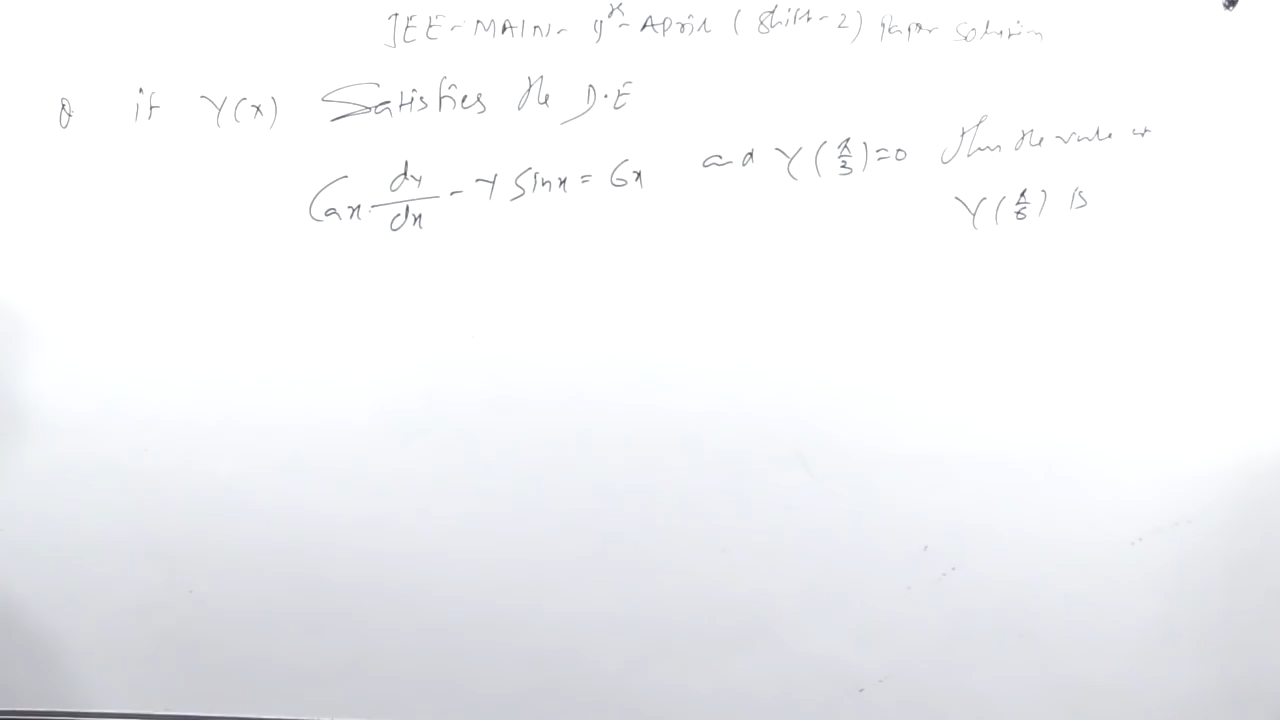 JEE-MAIN- 9th-April (Shift-2) Paper Solution
Q if Y(x) Satisfies the D.E
Cosx. dy/dx - Y Sinx = 6x and Y(π/3)=0 then the value of
Y(π/6) is